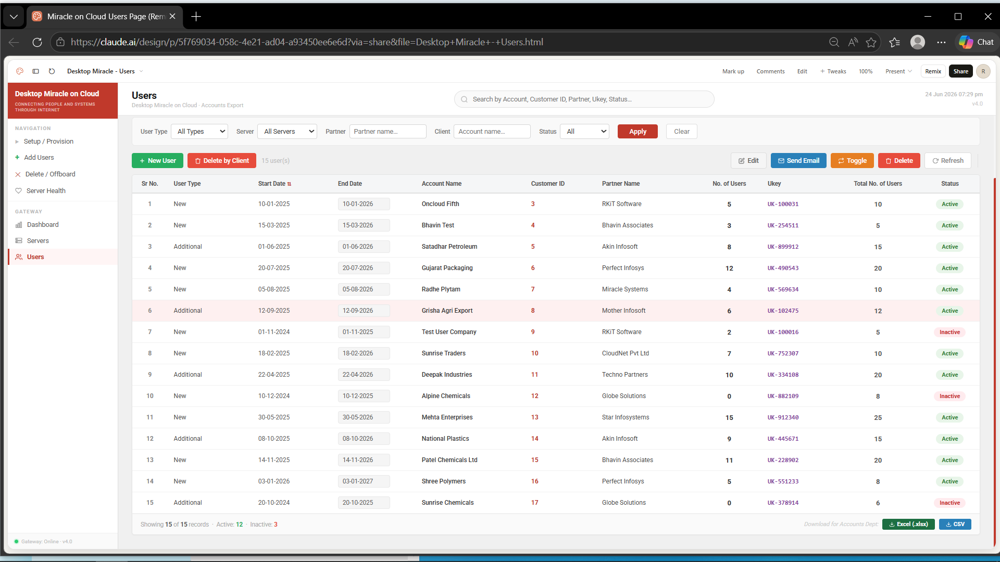 Miracle on Cloud Users Page (Rem
https://claude.ai/design/p/5f769034-058c-4e21-ad04-a93450ee6e6d?via=share&file=Desktop+Miracle+-+Users.html
Chat
Desktop Miracle - Users
Mark up Comments Edit + Tweaks 100% Present Remix Share R
Desktop Miracle on Cloud
CONNECTING PEOPLE AND SYSTEMS
THROUGH INTERNET
NAVIGATION
Setup / Provision
+ Add Users
Delete / Offboard
Server Health
GATEWAY
Dashboard
Servers
Users
Gateway: Online · v4.0
Users
Desktop Miracle on Cloud · Accounts Export
Search by Account, Customer ID, Partner, Ukey, Status...
24 Jun 2026 07:29 pm
v4.0
User Type All Types Server All Servers Partner Partner name... Client Account name... Status All Apply Clear
+ New User Delete by Client 15 user(s) Edit Send Email Toggle Delete Refresh
Sr No. User Type Start Date End Date Account Name Customer ID Partner Name No. of Users Ukey Total No. of Users Status
1 New 10-01-2025 10-01-2026 Oncloud Fifth 3 RKiT Software 5 UK-100031 10 Active
2 New 15-03-2025 15-03-2026 Bhavin Test 4 Bhavin Associates 3 UK-254511 5 Active
3 Additional 01-06-2025 01-06-2026 Satadhar Petroleum 5 Akin Infosoft 8 UK-899912 15 Active
4 New 20-07-2025 20-07-2026 Gujarat Packaging 6 Perfect Infosys 12 UK-490543 20 Active
5 New 05-08-2025 05-08-2026 Radhe Plytam 7 Miracle Systems 4 UK-569634 10 Active
6 Additional 12-09-2025 12-09-2026 Grisha Agri Export 8 Mother Infosoft 6 UK-102475 12 Active
7 New 01-11-2024 01-11-2025 Test User Company 9 RKiT Software 2 UK-100016 5 Inactive
8 New 18-02-2025 18-02-2026 Sunrise Traders 10 CloudNet Pvt Ltd 7 UK-752307 10 Active
9 Additional 22-04-2025 22-04-2026 Deepak Industries 11 Techno Partners 10 UK-334108 20 Active
10 New 10-12-2024 10-12-2025 Alpine Chemicals 12 Globe Solutions 0 UK-882109 8 Inactive
11 New 30-05-2025 30-05-2026 Mehta Enterprises 13 Star Infosystems 15 UK-912340 25 Active
12 Additional 08-10-2025 08-10-2026 National Plastics 14 Akin Infosoft 9 UK-445671 15 Active
13 New 14-11-2025 14-11-2026 Patel Chemicals Ltd 15 Bhavin Associates 11 UK-228902 20 Active
14 New 03-01-2026 03-01-2027 Shree Polymers 16 Perfect Infosys 5 UK-551233 8 Active
15 Additional 20-10-2024 20-10-2025 Sunrise Chemicals 17 Globe Solutions 0 UK-378914 6 Inactive
Showing 15 of 15 records · Active: 12 · Inactive: 3 Download for Accounts Dept: Excel (.xlsx) CSV